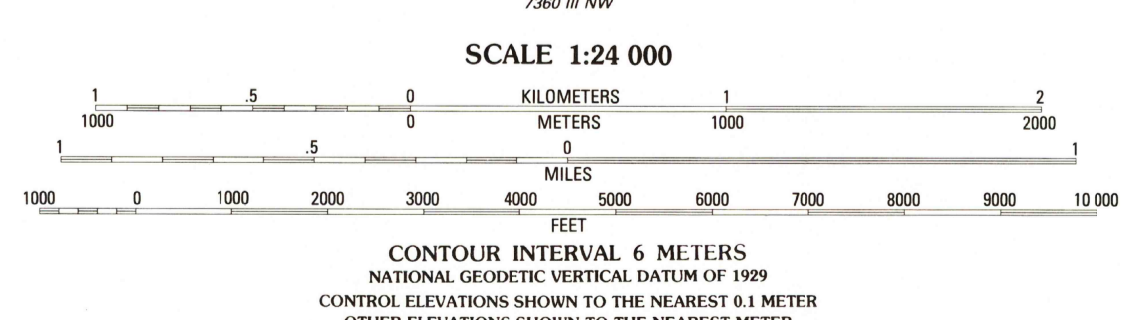 7360 III NW
SCALE 1:24 000
1 .5 0 KILOMETERS 1 2
1000 0 METERS 1000 2000
1 .5 0 1
MILES
1000 0 1000 2000 3000 4000 5000 6000 7000 8000 9000 10 000
FEET
CONTOUR INTERVAL 6 METERS
NATIONAL GEODETIC VERTICAL DATUM OF 1929
CONTROL ELEVATIONS SHOWN TO THE NEAREST 0.1 METER
OTHER ELEVATIONS SHOWN TO THE NEAREST METER